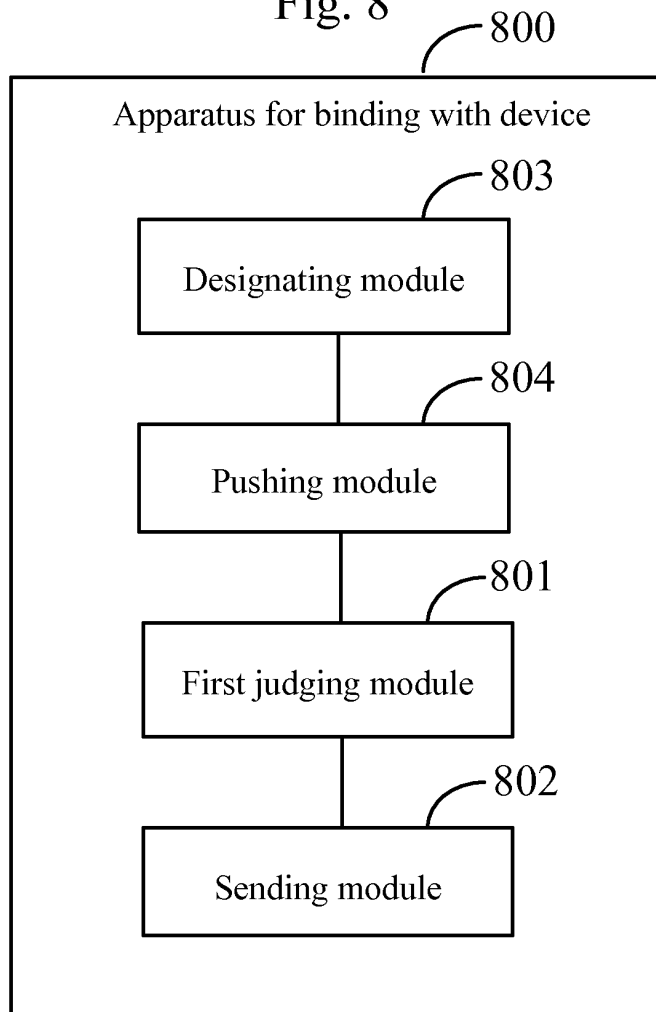 Fig. 8
800
Apparatus for binding with device
803
Designating module
804
Pushing module
801
First judging module
802
Sending module